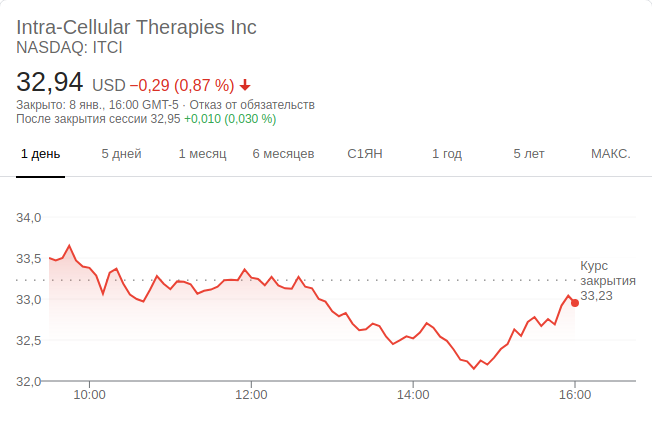 Intra-Cellular Therapies Inc
NASDAQ: ITCI
32,94 USD −0,29 (0,87 %)
Закрыто: 8 янв., 16:00 GMT-5 · Отказ от обязательств
После закрытия сессии 32,95 +0,010 (0,030 %)
1 день 5 дней 1 месяц 6 месяцев С1ЯН 1 год 5 лет МАКС.
34,0
33,5
33,0
32,5
32,0
Курс
закрытия
33,23
10:00 12:00 14:00 16:00